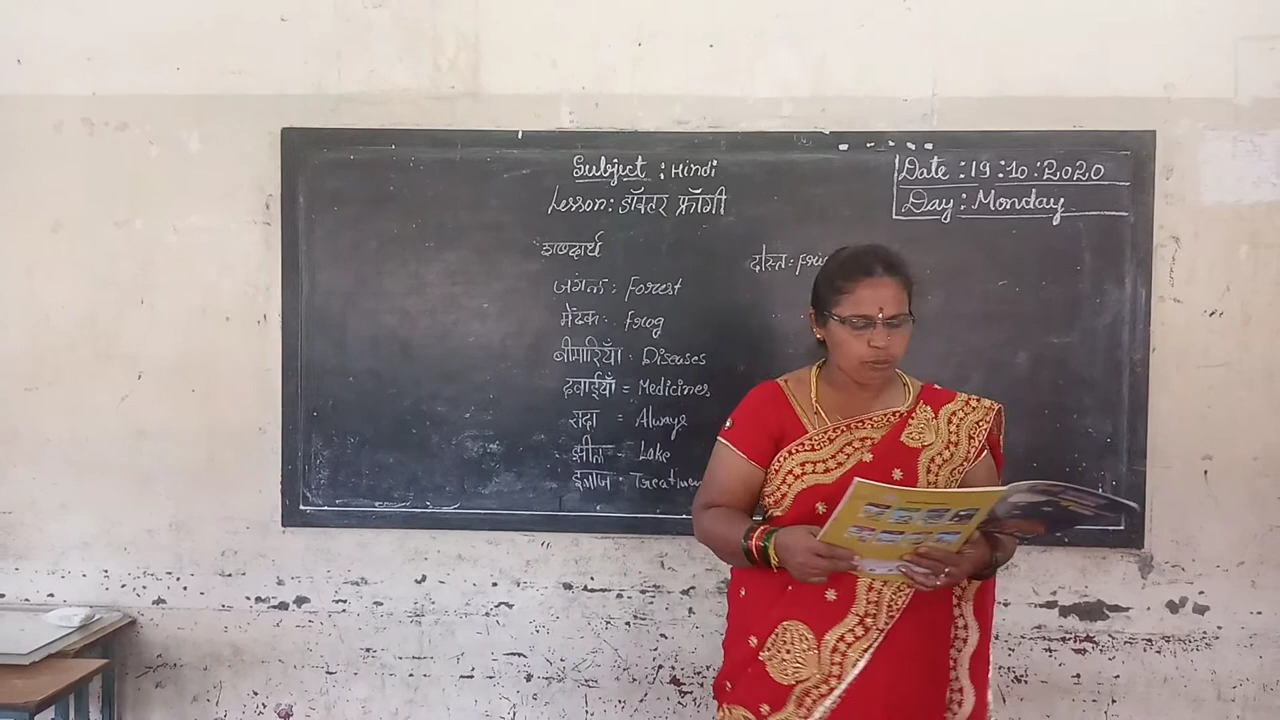 Subject : Hindi
Lesson : डॉक्टर फ्रॉगी
Date : 19 : 10 : 2020
Day : Monday
शब्दार्थ
दोस्त :
जंगल : Forest
मेंढक : Frog
बीमारियाँ : Diseases
दवाईयाँ = Medicines
सदा = Always
झील - Lake
इलाज :